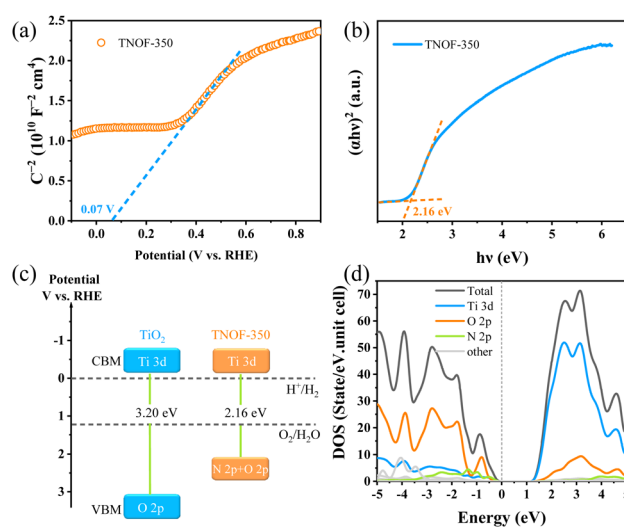 (a)
TNOF-350
C⁻² (10¹⁰ F⁻² cm⁴)
2.5
2.0
1.5
1.0
0.5
0.0
0.07 V
0.0 0.2 0.4 0.6 0.8
Potential (V vs. RHE)
(b)
TNOF-350
(αhν)² (a.u.)
2.16 eV
2 3 4 5 6
hν (eV)
(c)
Potential
V vs. RHE
TiO₂ TNOF-350
-1
CBM Ti 3d Ti 3d
0
H⁺/H₂
3.20 eV 2.16 eV
1
O₂/H₂O
2
N 2p+O 2p
3
VBM O 2p
(d)
DOS (State/eV.unit cell)
70
60
50
40
30
20
10
0
Total
Ti 3d
O 2p
N 2p
other
-5 -4 -3 -2 -1 0 1 2 3 4 5
Energy (eV)